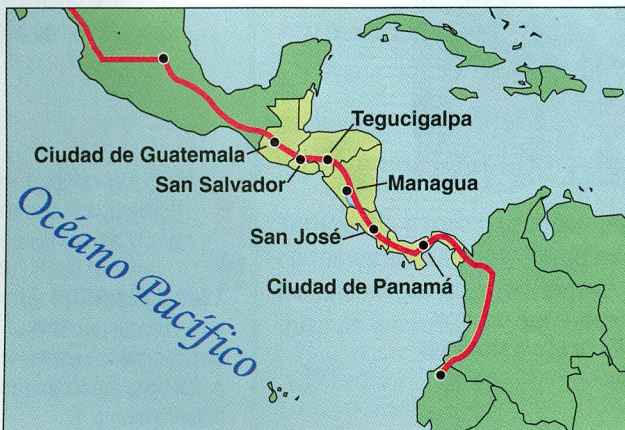 Tegucigalpa
Ciudad de Guatemala
San Salvador
Managua
San José
Ciudad de Panamá
Océano Pacífico